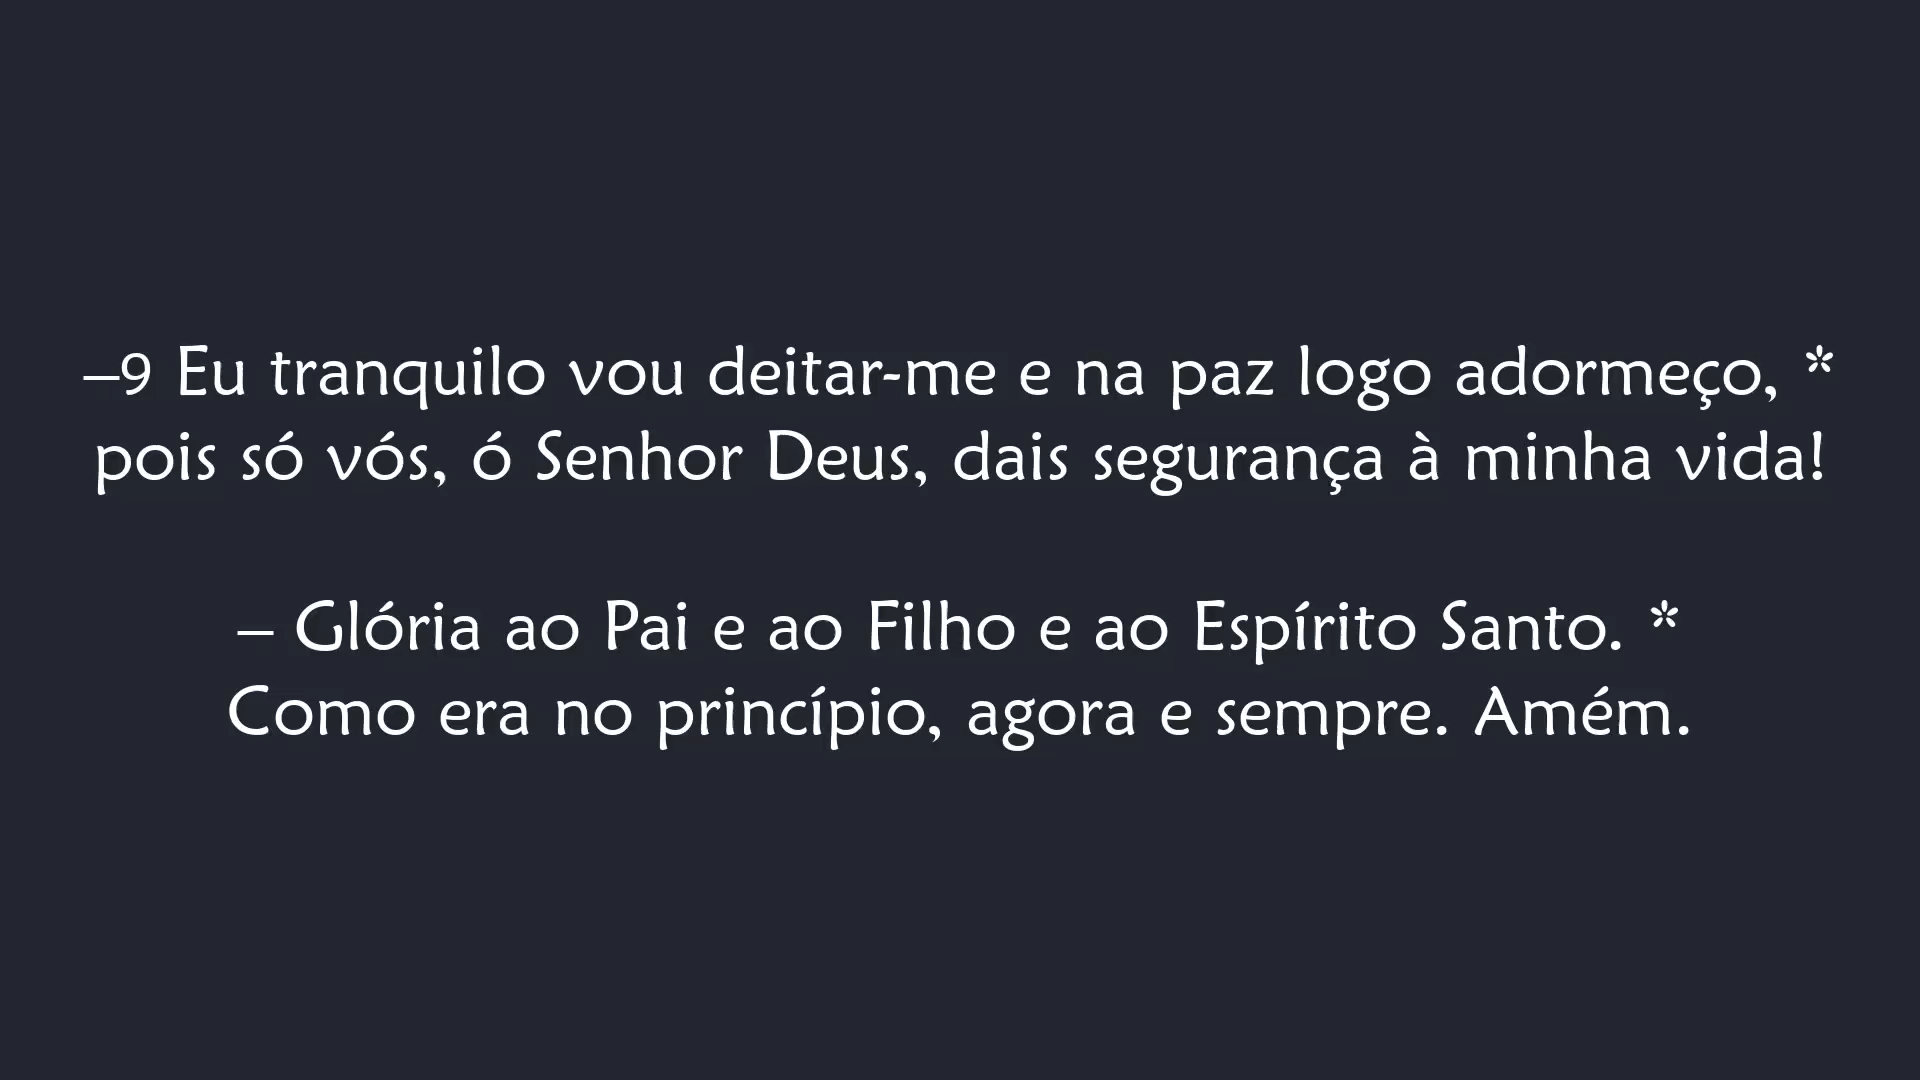 –9 Eu tranquilo vou deitar-me e na paz logo adormeço, *
pois só vós, ó Senhor Deus, dais segurança à minha vida!
– Glória ao Pai e ao Filho e ao Espírito Santo. *
Como era no princípio, agora e sempre. Amém.